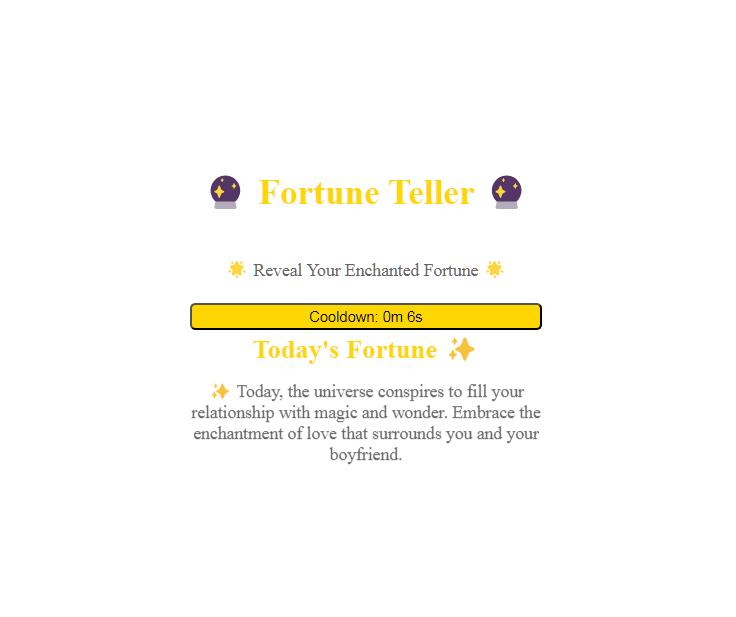 🔮 Fortune Teller 🔮
🌟 Reveal Your Enchanted Fortune 🌟
Cooldown: 0m 6s
Today's Fortune ✨
✨ Today, the universe conspires to fill your
relationship with magic and wonder. Embrace the
enchantment of love that surrounds you and your
boyfriend.